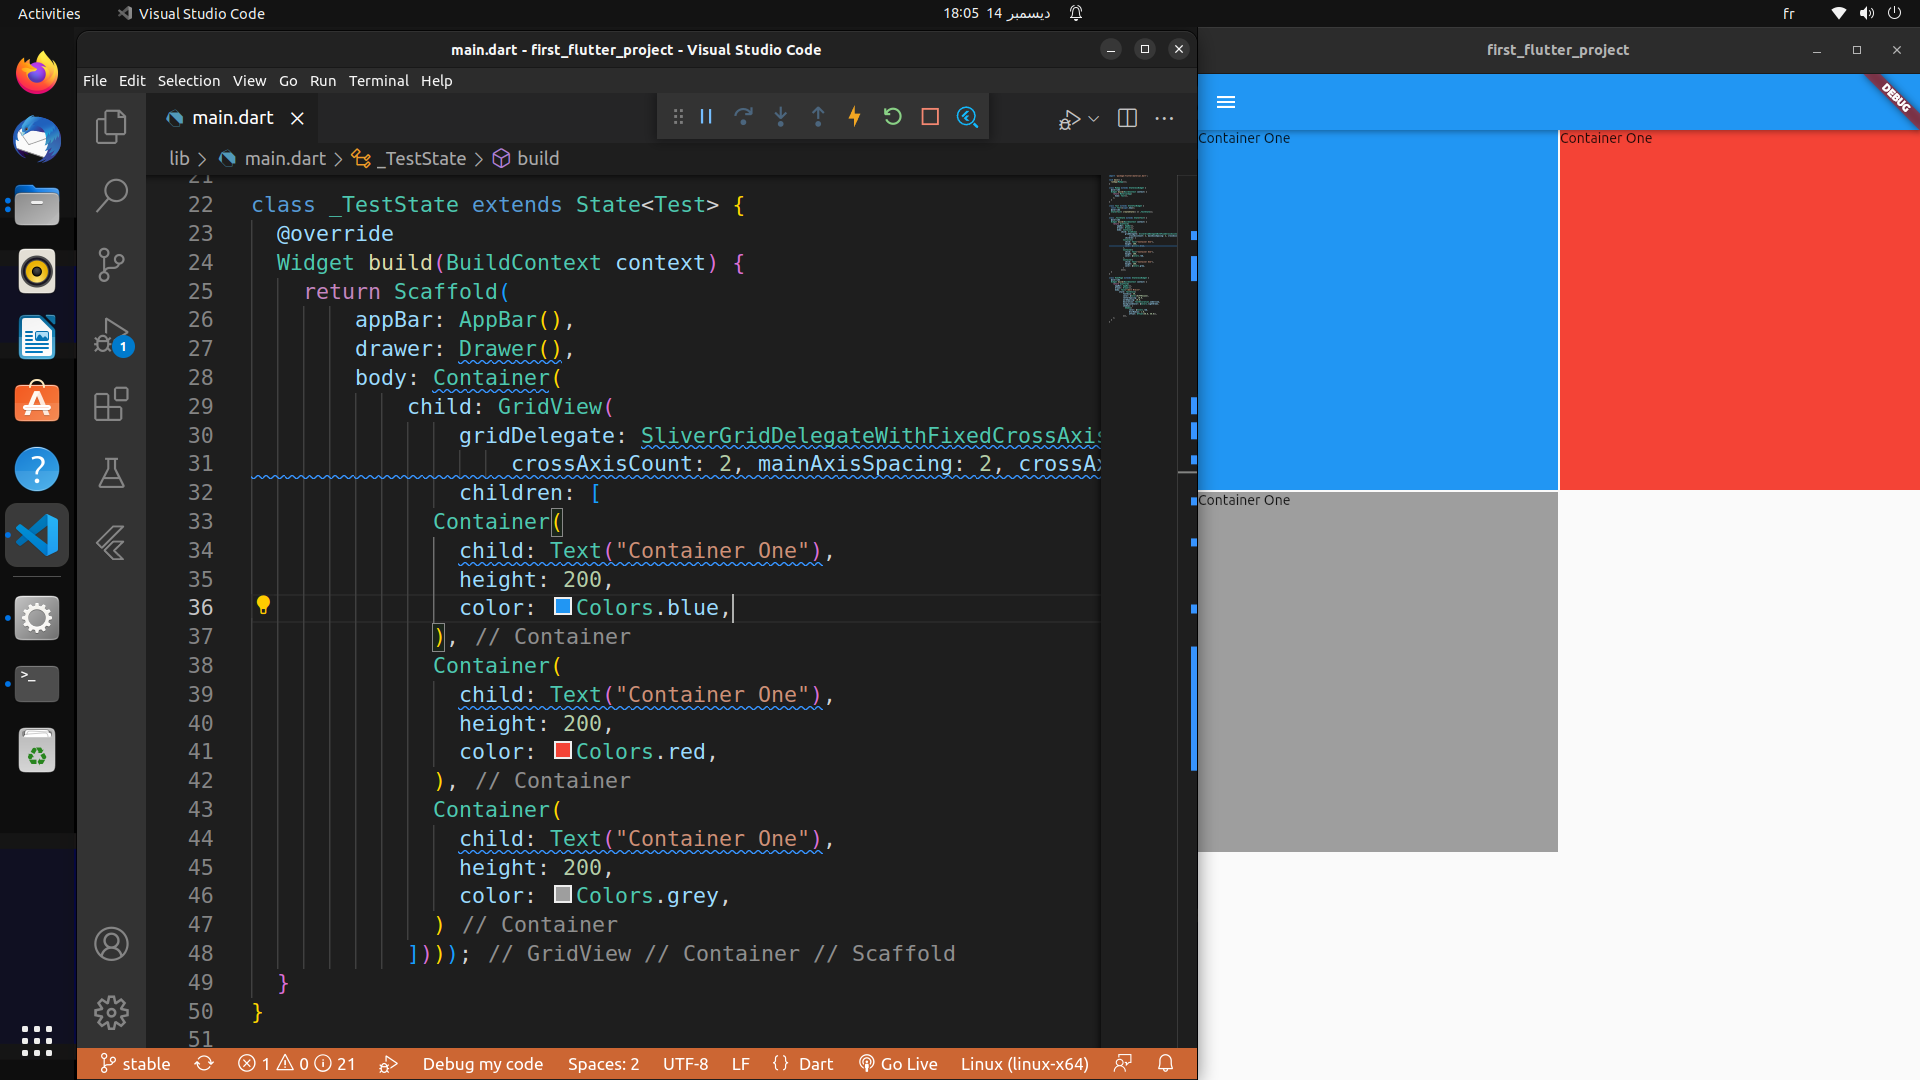 Activities
Visual Studio Code
18:05 14 ديسمبر
fr
main.dart - first_flutter_project - Visual Studio Code
File Edit Selection View Go Run Terminal Help
main.dart
lib > main.dart > _TestState > build
21
22 class _TestState extends State<Test> {
23 @override
24 Widget build(BuildContext context) {
25 return Scaffold(
26 appBar: AppBar(),
27 drawer: Drawer(),
28 body: Container(
29 child: GridView(
30 gridDelegate: SliverGridDelegateWithFixedCrossAxis
31 crossAxisCount: 2, mainAxisSpacing: 2, crossA
32 children: [
33 Container(
34 child: Text("Container One"),
35 height: 200,
36 color: Colors.blue,
37 ), // Container
38 Container(
39 child: Text("Container One"),
40 height: 200,
41 color: Colors.red,
42 ), // Container
43 Container(
44 child: Text("Container One"),
45 height: 200,
46 color: Colors.grey,
47 ) // Container
48 ]))); // GridView // Container // Scaffold
49 }
50 }
51
1
stable 1 0 21 Debug my code Spaces: 2 UTF-8 LF {} Dart Go Live Linux (linux-x64)
first_flutter_project
DEBUG
Container One
Container One
Container One